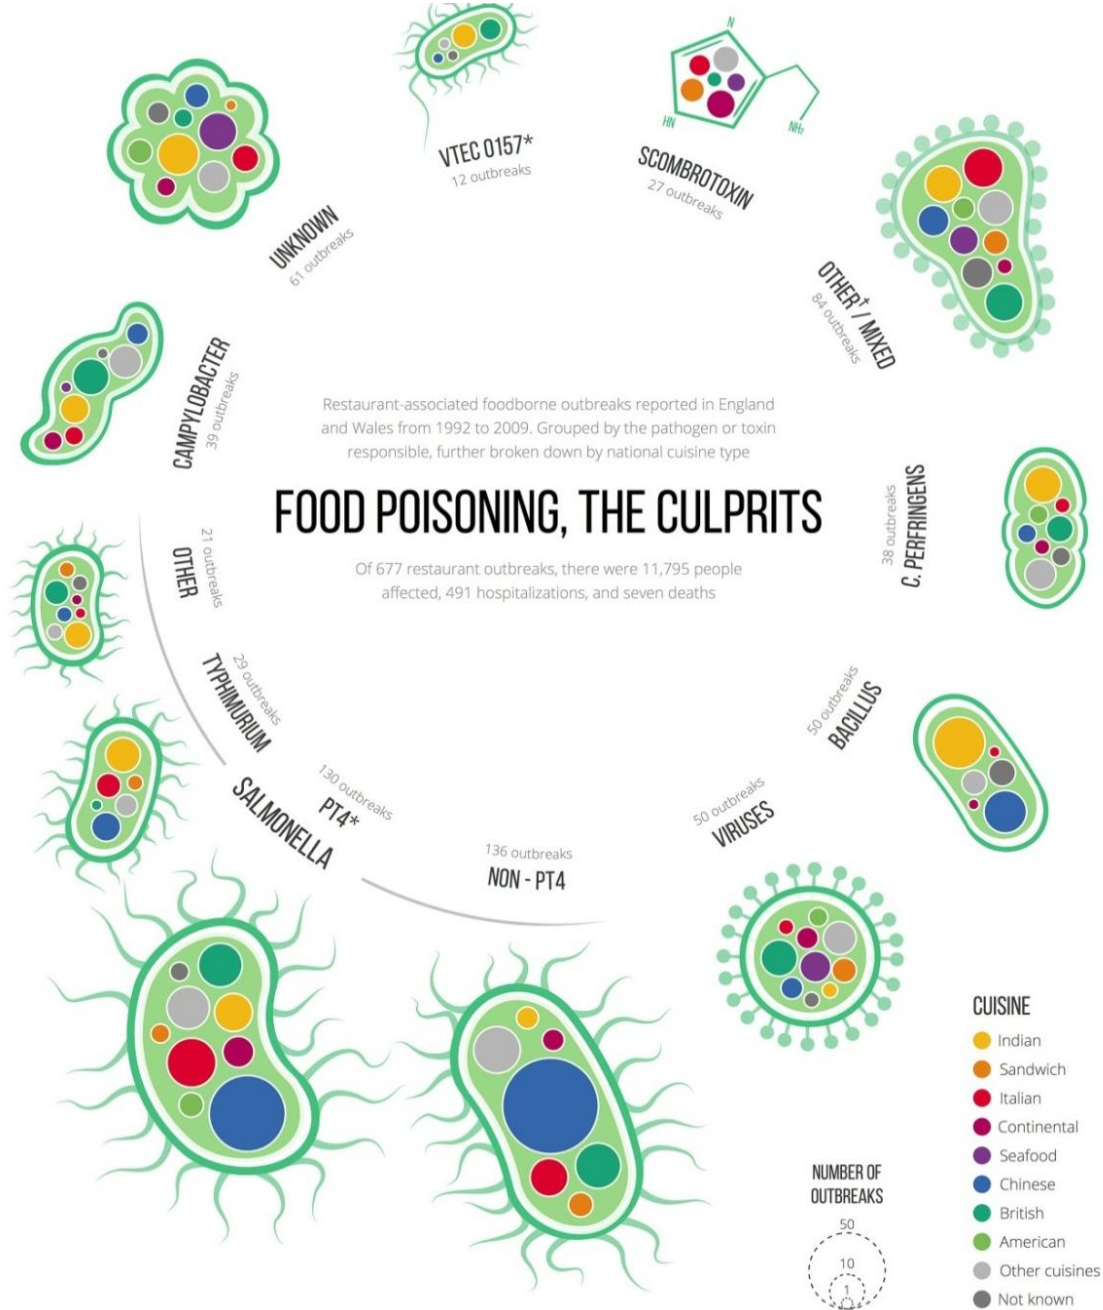 VTEC 0157*
12 outbreaks
N
HN
NH₂
SCOMBROTOXIN
27 outbreaks
UNKNOWN
61 outbreaks
OTHER† / MIXED
84 outbreaks
CAMPYLOBACTER
39 outbreaks
Restaurant-associated foodborne outbreaks reported in England
and Wales from 1992 to 2009. Grouped by the pathogen or toxin
responsible, further broken down by national cuisine type
FOOD POISONING, THE CULPRITS
Of 677 restaurant outbreaks, there were 11,795 people
affected, 491 hospitalizations, and seven deaths
38 outbreaks
C. PERFRINGENS
21 outbreaks
OTHER
29 outbreaks
TYPHIMURIUM
50 outbreaks
BACILLUS
130 outbreaks
PT4*
SALMONELLA
50 outbreaks
VIRUSES
136 outbreaks
NON - PT4
CUISINE
Indian
Sandwich
Italian
Continental
Seafood
Chinese
British
American
Other cuisines
Not known
NUMBER OF
OUTBREAKS
50
10
1